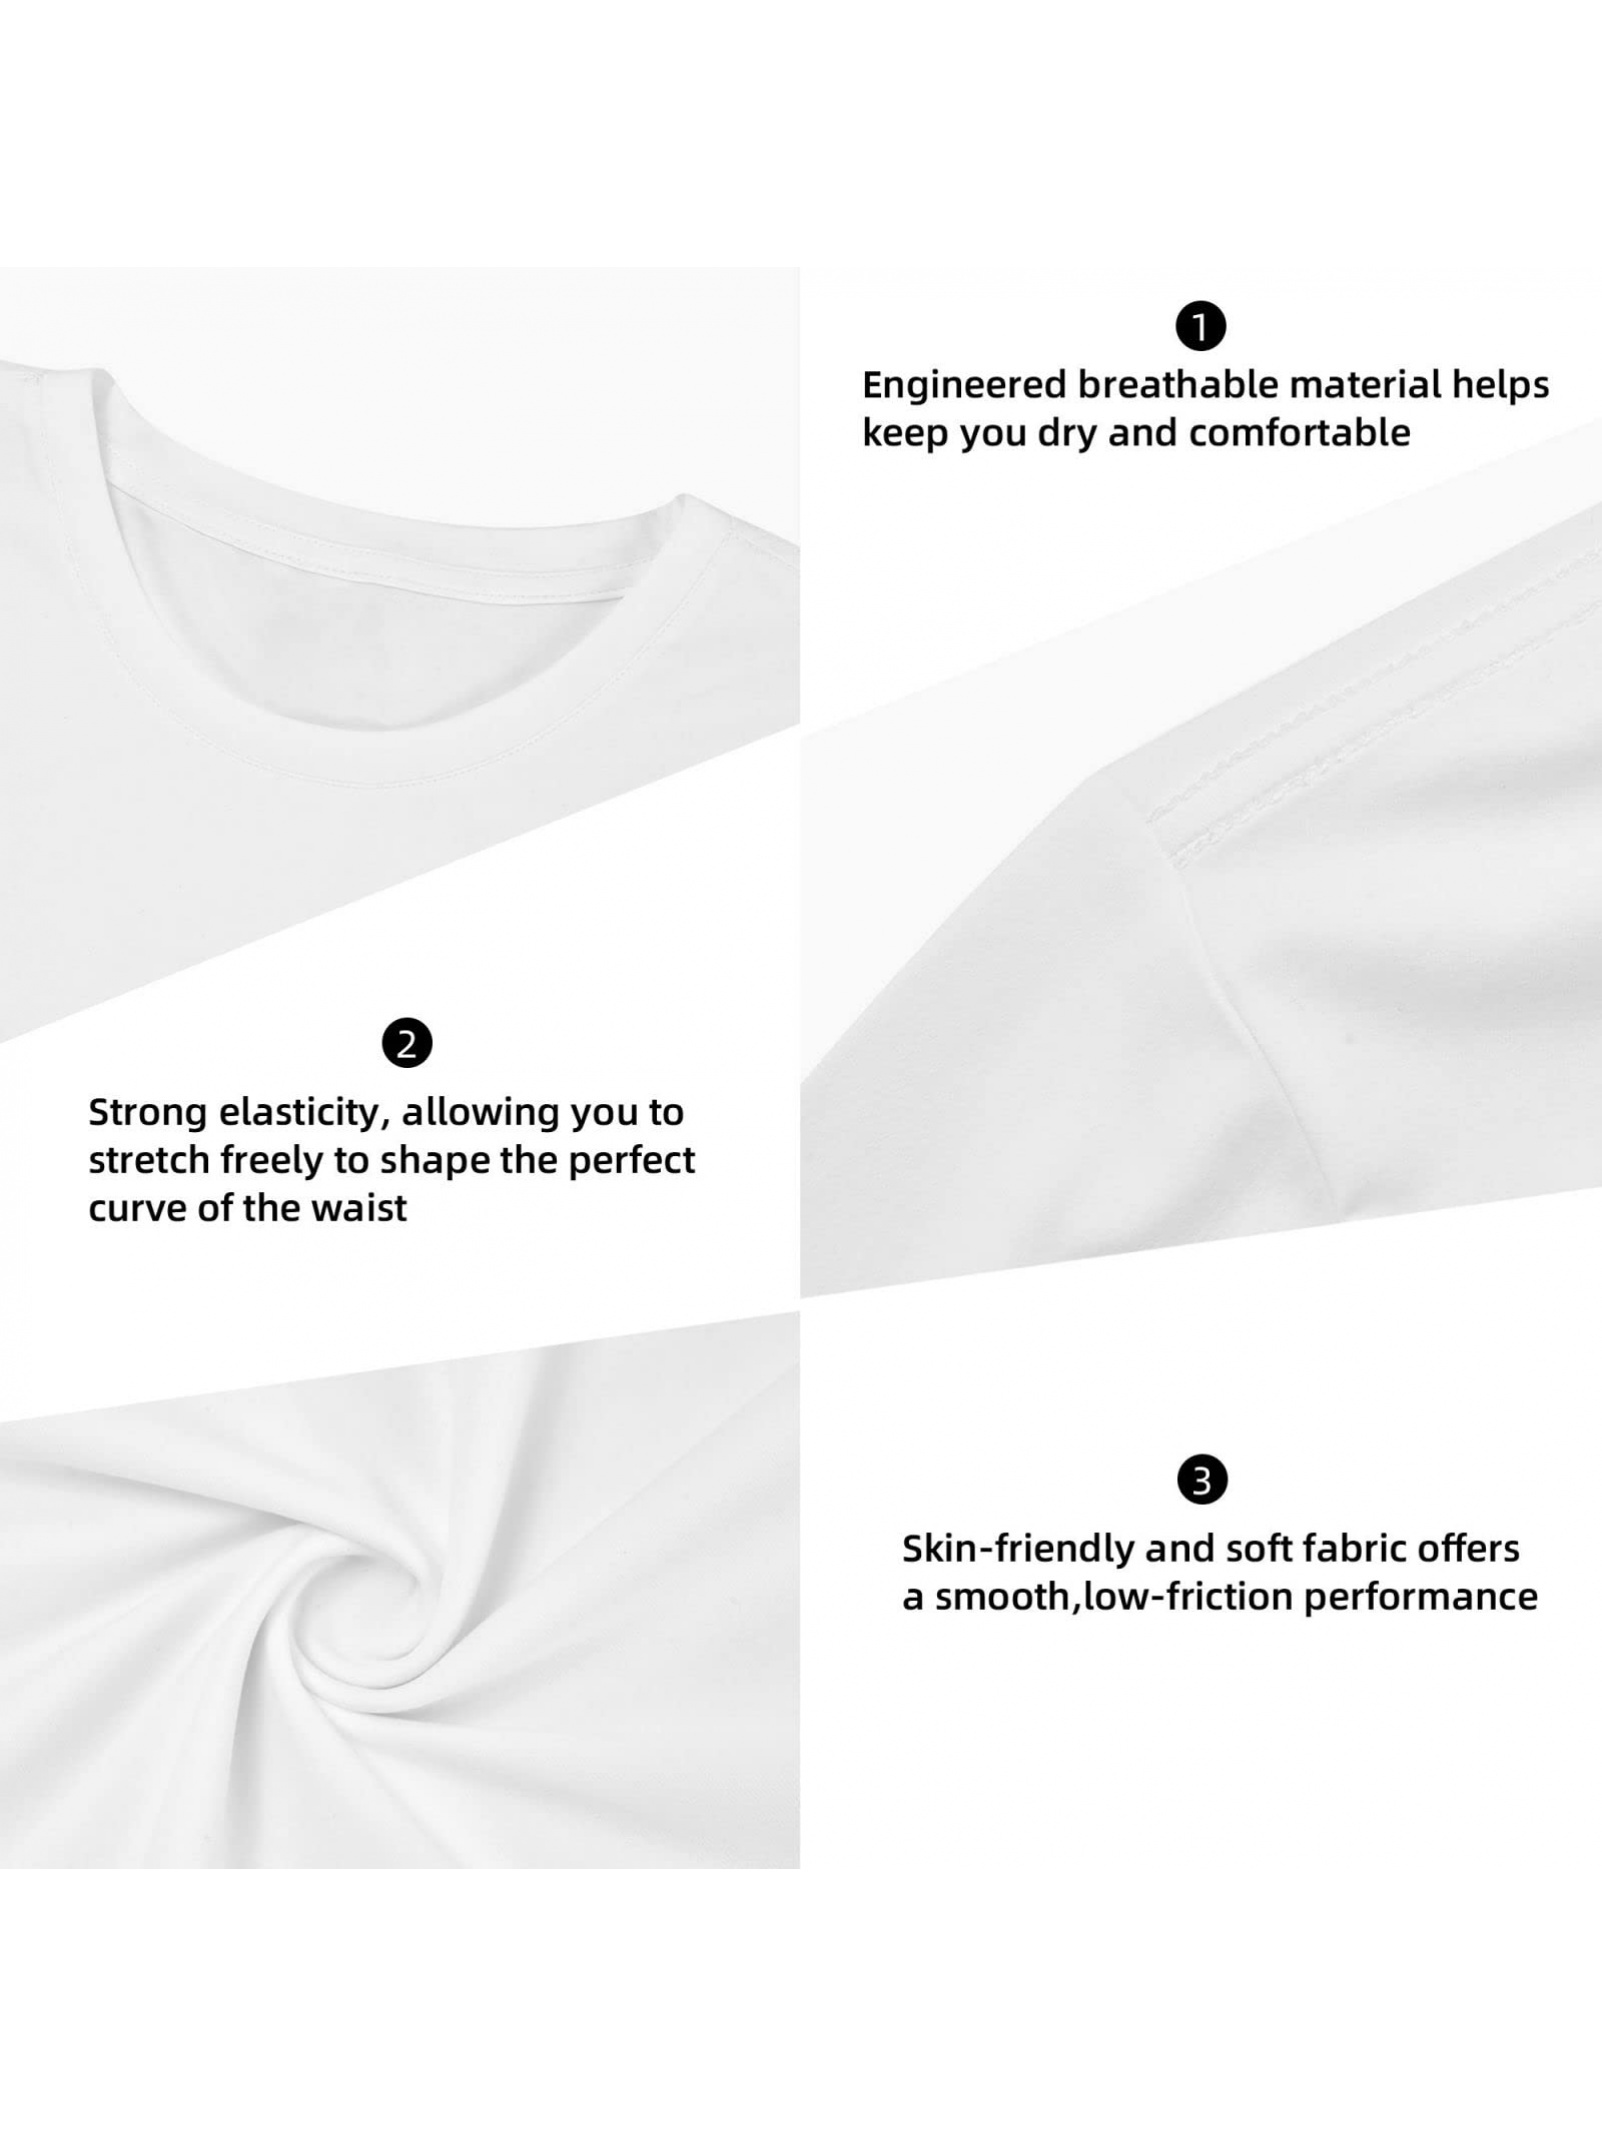 1
Engineered breathable material helps
keep you dry and comfortable
2
Strong elasticity, allowing you to
stretch freely to shape the perfect
curve of the waist
3
Skin-friendly and soft fabric offers
a smooth,low-friction performance